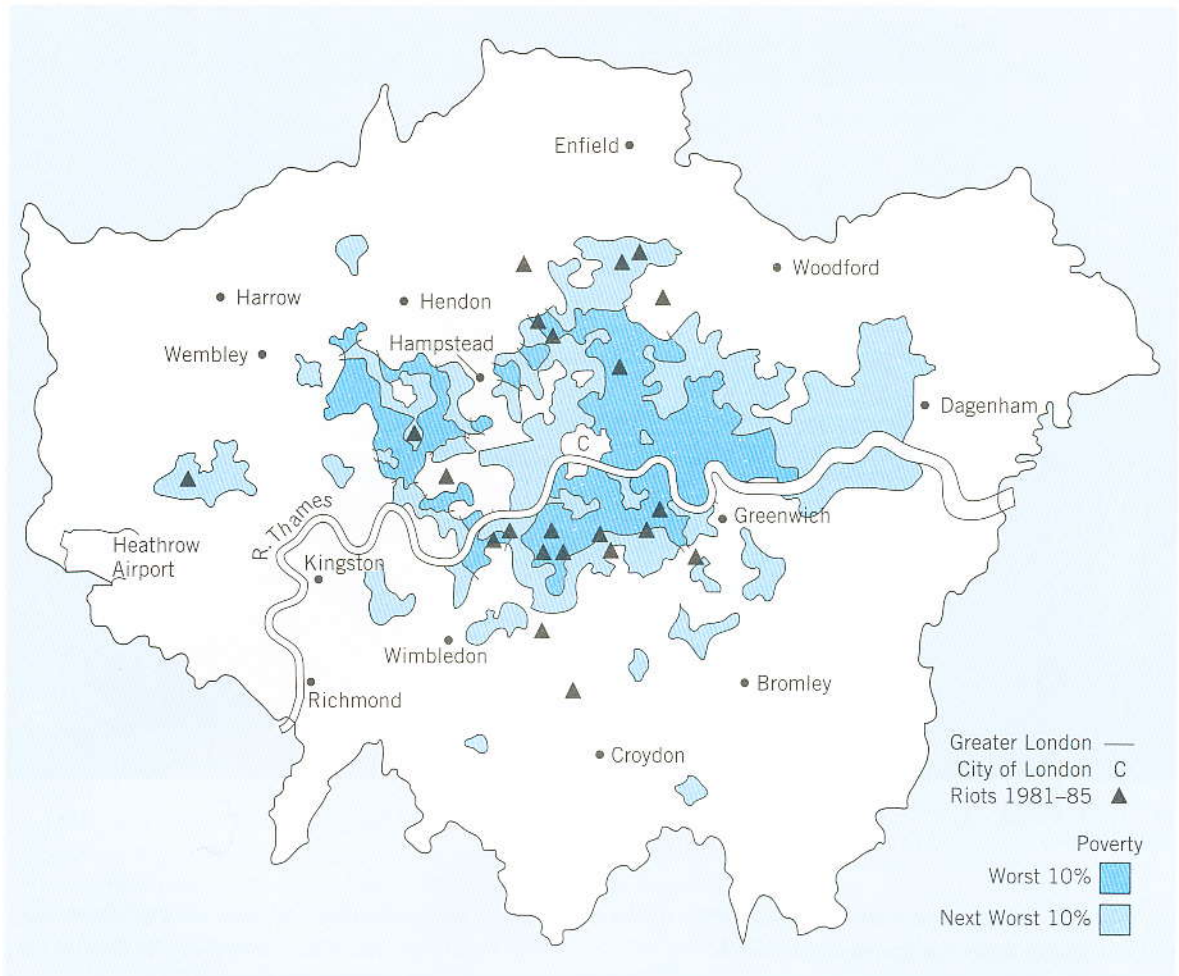 Enfield
Woodford
Harrow
Hendon
Hampstead
Wembley
Dagenham
C
R. Thames
Greenwich
Heathrow
Airport
Kingston
Wimbledon
Richmond
Bromley
Croydon
Greater London
City of London C
Riots 1981–85
Poverty
Worst 10%
Next Worst 10%